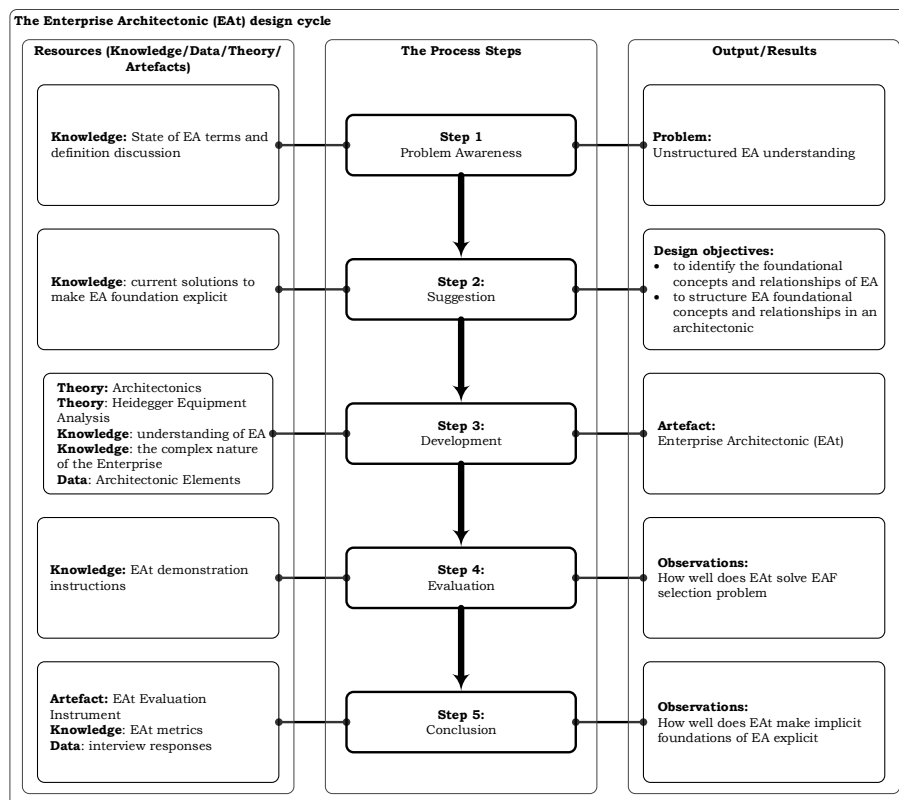 The Enterprise Architectonic (EAt) design cycle
Resources (Knowledge/Data/Theory/
Artefacts)
The Process Steps
Output/Results
Knowledge: State of EA terms and
definition discussion
Step 1
Problem Awareness
Problem:
Unstructured EA understanding
Knowledge: current solutions to
make EA foundation explicit
Step 2:
Suggestion
Design objectives:
• to identify the foundational
concepts and relationships of EA
• to structure EA foundational
concepts and relationships in an
architectonic
Theory: Architectonics
Theory: Heidegger Equipment
Analysis
Knowledge: understanding of EA
Knowledge: the complex nature
of the Enterprise
Data: Architectonic Elements
Step 3:
Development
Artefact:
Enterprise Architectonic (EAt)
Knowledge: EAt demonstration
instructions
Step 4:
Evaluation
Observations:
How well does EAt solve EAF
selection problem
Artefact: EAt Evaluation
Instrument
Knowledge: EAt metrics
Data: interview responses
Step 5:
Conclusion
Observations:
How well does EAt make implicit
foundations of EA explicit